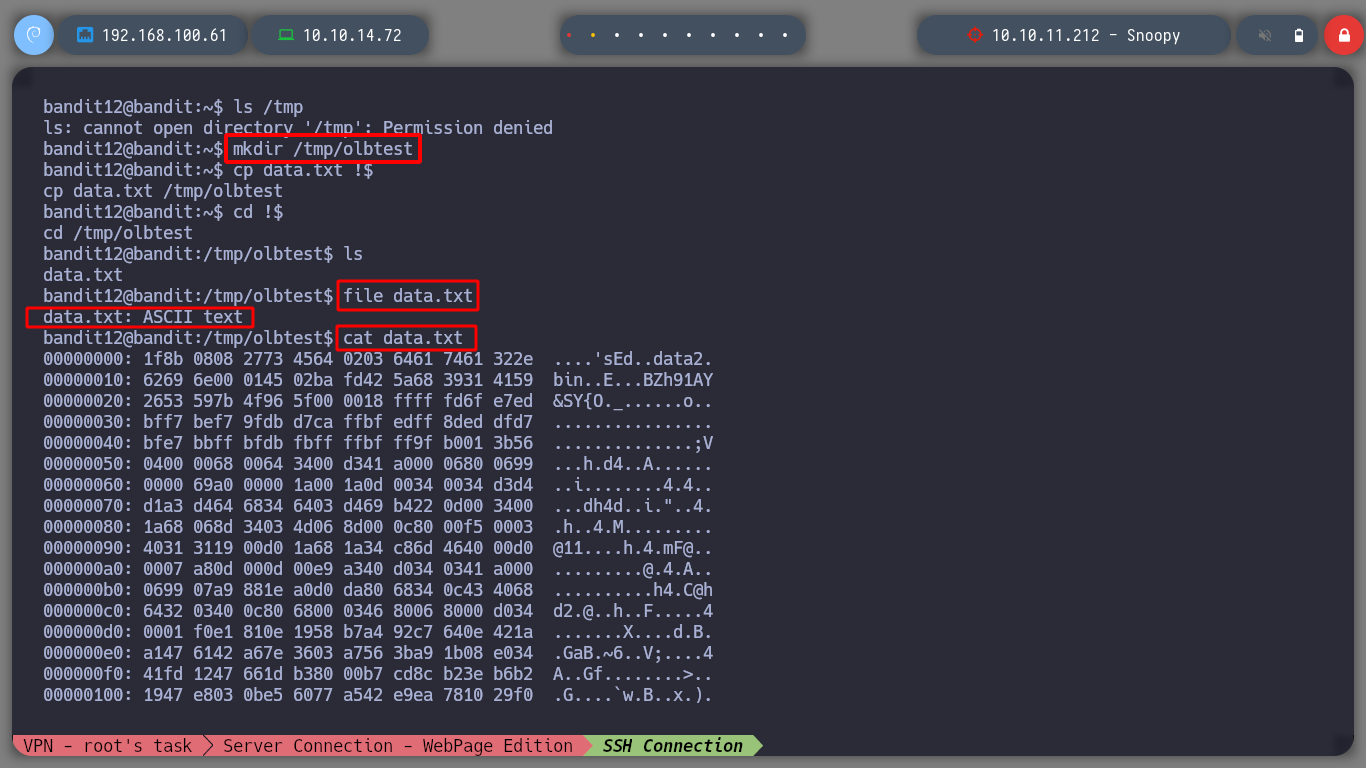 192.168.100.61
10.10.14.72
10.10.11.212 - Snoopy
bandit12@bandit:~$ ls /tmp
ls: cannot open directory '/tmp': Permission denied
bandit12@bandit:~$ mkdir /tmp/olbtest
bandit12@bandit:~$ cp data.txt !$
cp data.txt /tmp/olbtest
bandit12@bandit:~$ cd !$
cd /tmp/olbtest
bandit12@bandit:/tmp/olbtest$ ls
data.txt
bandit12@bandit:/tmp/olbtest$ file data.txt
data.txt: ASCII text
bandit12@bandit:/tmp/olbtest$ cat data.txt
00000000: 1f8b 0808 2773 4564 0203 6461 7461 322e  ....'sEd..data2.
00000010: 6269 6e00 0145 02ba fd42 5a68 3931 4159  bin..E...BZh91AY
00000020: 2653 597b 4f96 5f00 0018 ffff fd6f e7ed  &SY{O._......o..
00000030: bff7 bef7 9fdb d7ca ffbf edff 8ded dfd7  ................
00000040: bfe7 bbff bfdb fbff ffbf ff9f b001 3b56  ..............;V
00000050: 0400 0068 0064 3400 d341 a000 0680 0699  ...h.d4..A......
00000060: 0000 69a0 0000 1a00 1a0d 0034 0034 d3d4  ..i........4.4..
00000070: d1a3 d464 6834 6403 d469 b422 0d00 3400  ...dh4d..i."..4.
00000080: 1a68 068d 3403 4d06 8d00 0c80 00f5 0003  .h..4.M.........
00000090: 4031 3119 00d0 1a68 1a34 c86d 4640 00d0  @11....h.4.mF@..
000000a0: 0007 a80d 000d 00e9 a340 d034 0341 a000  .........@.4.A..
000000b0: 0699 07a9 881e a0d0 da80 6834 0c43 4068  ..........h4.C@h
000000c0: 6432 0340 0c80 6800 0346 8006 8000 d034  d2.@..h..F.....4
000000d0: 0001 f0e1 810e 1958 b7a4 92c7 640e 421a  .......X....d.B.
000000e0: a147 6142 a67e 3603 a756 3ba9 1b08 e034  .GaB.~6..V;....4
000000f0: 41fd 1247 661d b380 00b7 cd8c b23e b6b2  A..Gf........>..
00000100: 1947 e803 0be5 6077 a542 e9ea 7810 29f0  .G....`w.B..x.).
VPN - root's task
Server Connection - WebPage Edition
SSH Connection